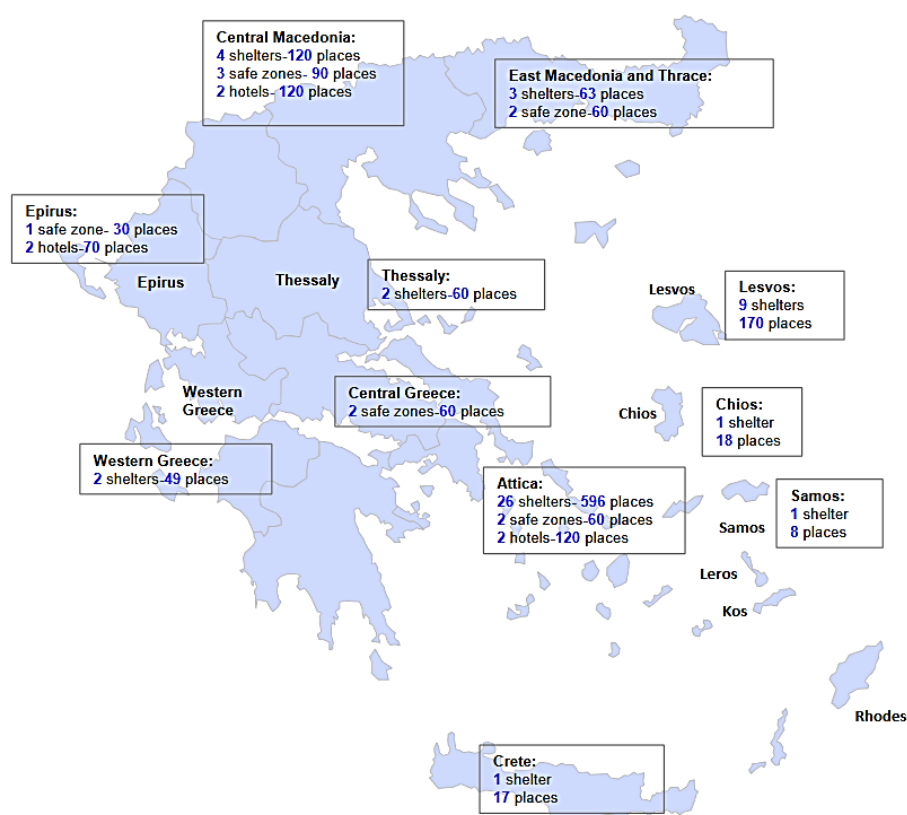 Central Macedonia:
4 shelters-120 places
3 safe zones- 90 places
2 hotels- 120 places
East Macedonia and Thrace:
3 shelters-63 places
2 safe zone-60 places
Epirus:
1 safe zone- 30 places
2 hotels-70 places
Epirus
Thessaly
Thessaly:
2 shelters-60 places
Lesvos
Lesvos:
9 shelters
170 places
Western
Greece
Central Greece:
2 safe zones-60 places
Chios
Chios:
1 shelter
18 places
Western Greece:
2 shelters-49 places
Attica:
26 shelters- 596 places
2 safe zones-60 places
2 hotels-120 places
Samos:
1 shelter
8 places
Samos
Leros
Kos
Rhodes
Crete:
1 shelter
17 places